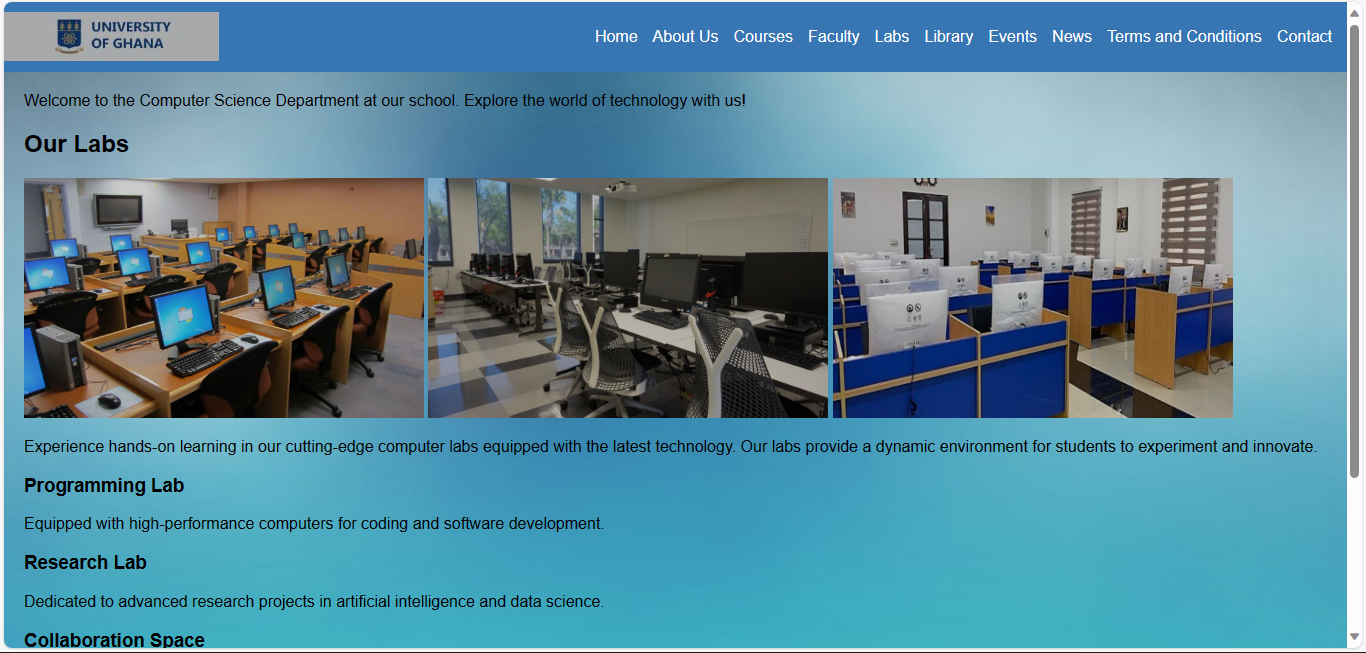 UNIVERSITY
OF GHANA
Home About Us Courses Faculty Labs Library Events News Terms and Conditions Contact
Welcome to the Computer Science Department at our school. Explore the world of technology with us!
Our Labs
Experience hands-on learning in our cutting-edge computer labs equipped with the latest technology. Our labs provide a dynamic environment for students to experiment and innovate.
Programming Lab
Equipped with high-performance computers for coding and software development.
Research Lab
Dedicated to advanced research projects in artificial intelligence and data science.
Collaboration Space